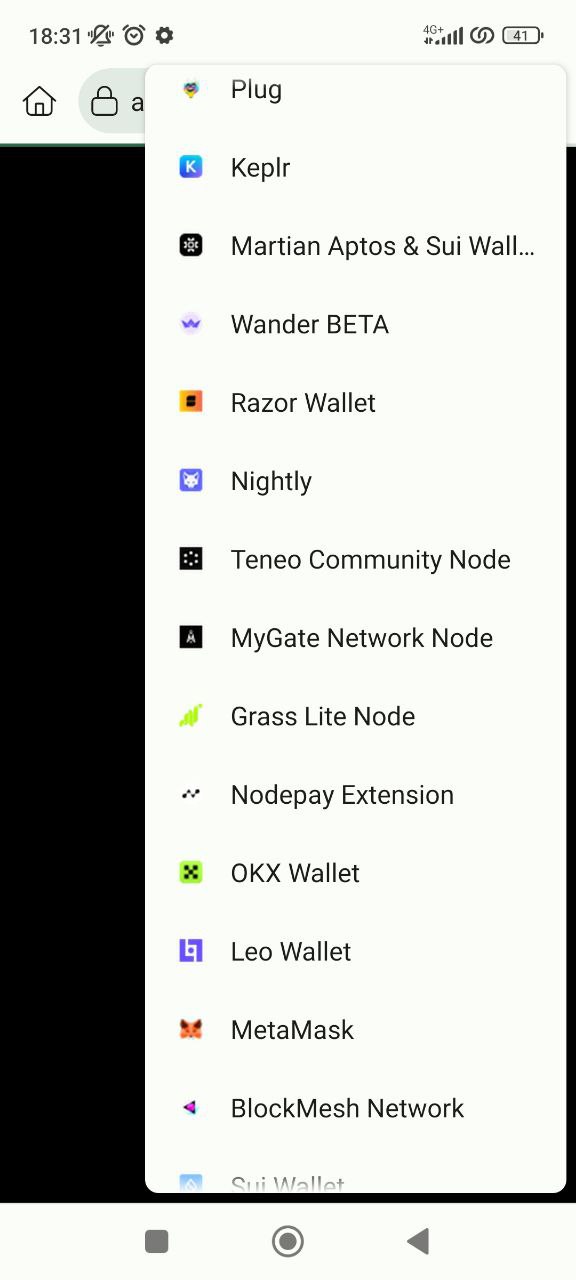 18:31
4G+
41
a
Plug
Keplr
Martian Aptos & Sui Wall...
Wander BETA
Razor Wallet
Nightly
Teneo Community Node
MyGate Network Node
Grass Lite Node
Nodepay Extension
OKX Wallet
Leo Wallet
MetaMask
BlockMesh Network
Sui Wallet